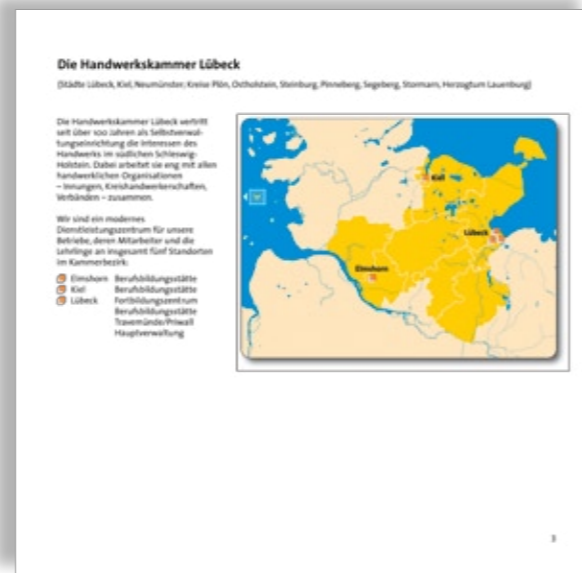 Die Handwerkskammer Lübeck
(Städte Lübeck, Kiel, Neumünster, Kreise Plön, Ostholstein, Steinburg, Pinneberg, Segeberg, Stormarn, Herzogtum Lauenburg)
Die Handwerkskammer Lübeck vertritt
seit über 100 Jahren als Selbstverwal-
tungseinrichtung die Interessen des
Handwerks im südlichen Schleswig-
Holstein. Dabei arbeitet sie eng mit allen
handwerklichen Organisationen
– Innungen, Kreishandwerkerschaften,
Verbänden – zusammen.
Wir sind ein modernes
Dienstleistungszentrum für unsere
Betriebe, deren Mitarbeiter und die
Lehrlinge an insgesamt fünf Standorten
im Kammerbezirk:
Elmshorn Berufsbildungsstätte
Kiel Berufsbildungsstätte
Lübeck Fortbildungszentrum
Berufsbildungsstätte
Travemünde/Priwall
Hauptverwaltung
Kiel
Lübeck
Elmshorn
3